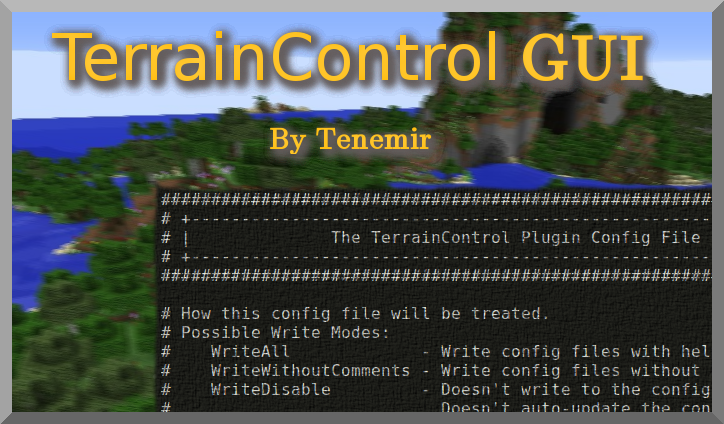 TerrainControl GUI
By Tenemir
########################################################
# +-----------------------------------------------------
# |              The TerrainControl Plugin Config File
# +-----------------------------------------------------
########################################################
# How this config file will be treated.
# Possible Write Modes:
#    WriteAll             - Write config files with hel
#    WriteWithoutComments - Write config files without
#    WriteDisable         - Doesn't write to the config
#                           Doesn't auto-update the con